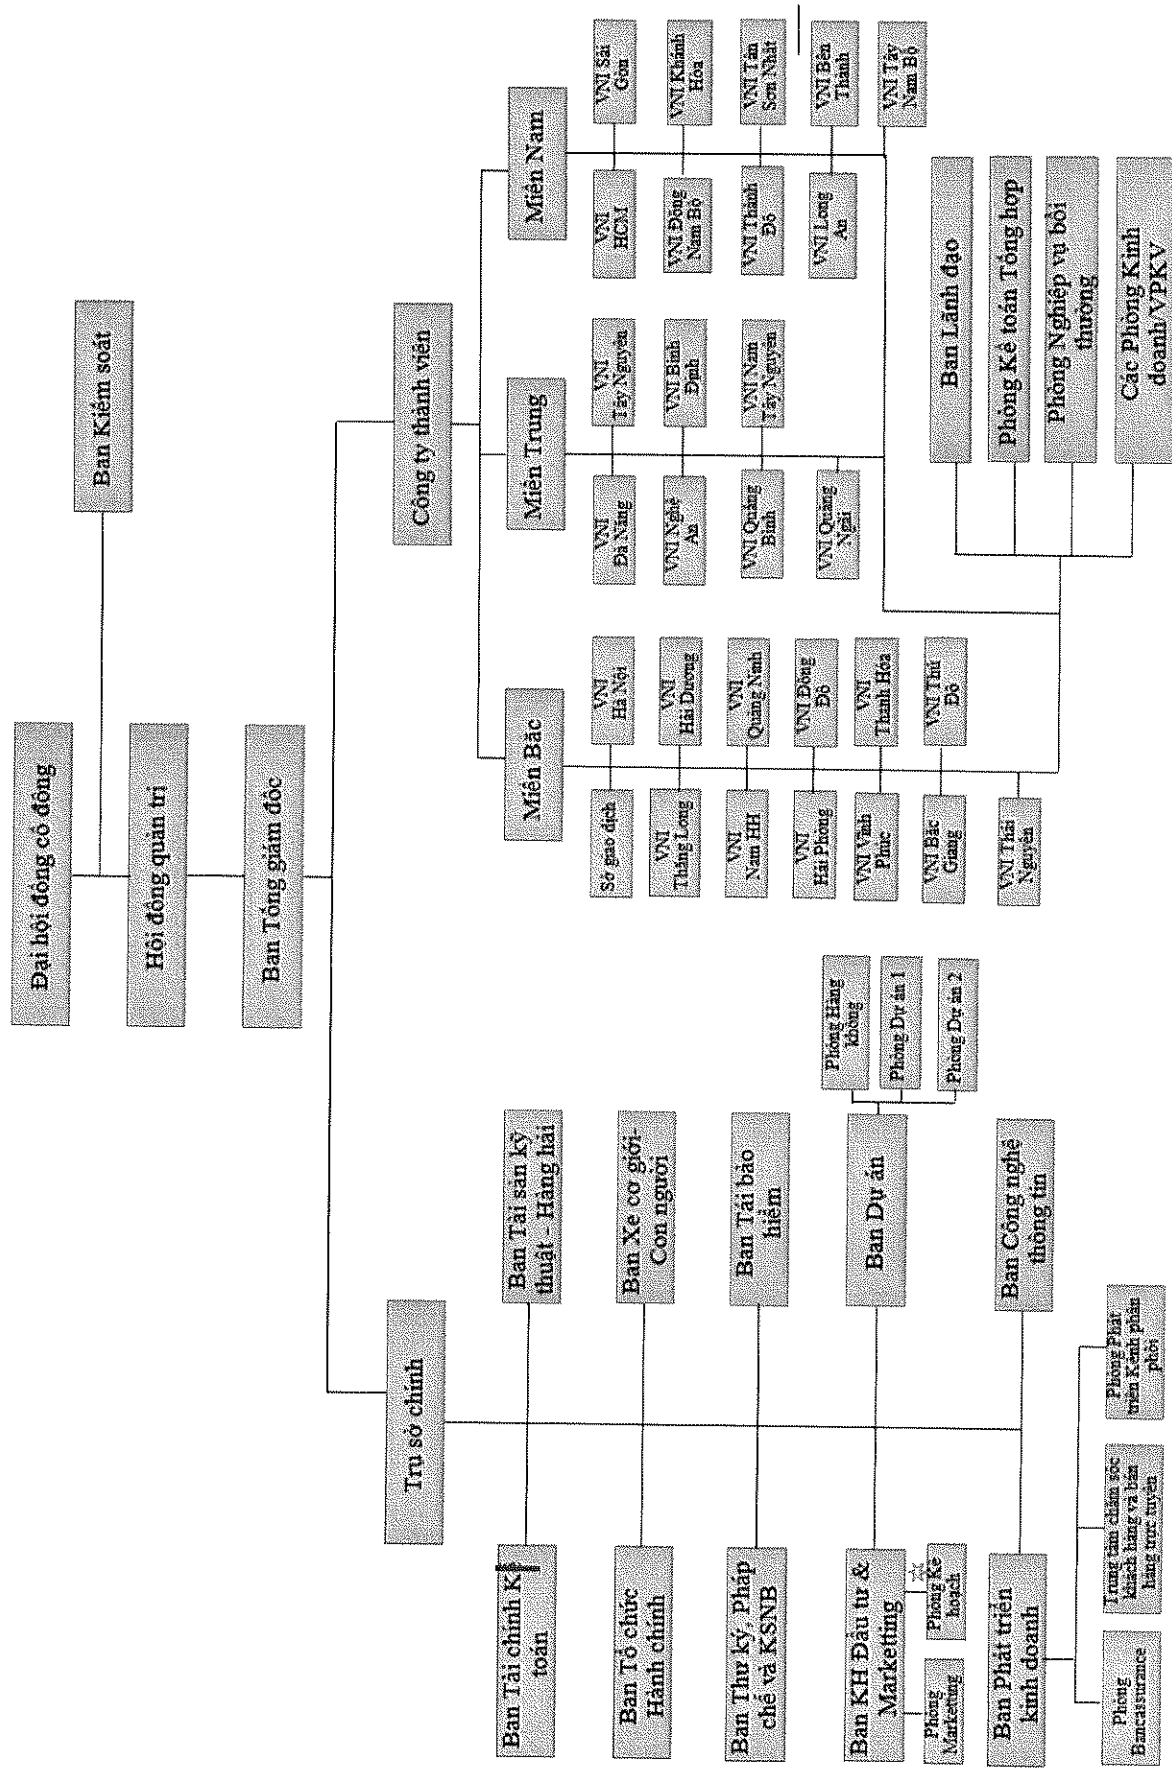 Đại hội đồng cổ đông
Ban Kiểm soát
Hội đồng quản trị
Ban Tổng giám đốc
Trụ sở chính
Công ty thành viên
Ban Tài chính Kế
toán
Ban Tài sản kỹ
thuật - Hàng hải
Ban Tổ chức
Hành chính
Ban Xe cơ giới-
Con người
Ban Thư ký, Pháp
chế và KSNB
Ban Tái bảo
hiểm
Ban KH Đầu tư &
Marketing
Ban Dự án
Phòng
Marketing
Phòng Kế
hoạch
Phòng Hàng
không
Phòng Dự án 1
Phòng Dự án 2
Ban Phát triển
kinh doanh
Ban Công nghệ
thông tin
Phòng
Bancassurance
Trung tâm chăm sóc
khách hàng và bán
hàng trực tuyến
Phòng Phát
triển Kênh phân
phối
Miền Bắc
Miền Trung
Miền Nam
Sở giao dịch
VNI
Hà Nội
VNI
Thăng Long
VNI
Hải Dương
VNI
Nam HH
VNI
Quảng Ninh
VNI
Hải Phòng
VNI Đông
Đô
VNI Vĩnh
Phúc
VNI
Thanh Hóa
VNI Bắc
Giang
VNI Thủ
Đô
VNI Thái
Nguyên
VNI
Đà Nẵng
VNI
Tây Nguyên
VNI Nghệ
An
VNI Bình
Định
VNI Quảng
Bình
VNI Nam
Tây Nguyên
VNI Quảng
Ngãi
VNI
HCM
VNI Sài
Gòn
VNI Đông
Nam Bộ
VNI Khánh
Hòa
VNI Thành
Đô
VNI Tân
Sơn Nhất
VNI Long
An
VNI Bến
Thành
VNI Tây
Nam Bộ
Ban Lãnh đạo
Phòng Kế toán Tổng hợp
Phòng Nghiệp vụ bồi
thường
Các Phòng Kinh
doanh/VPKV